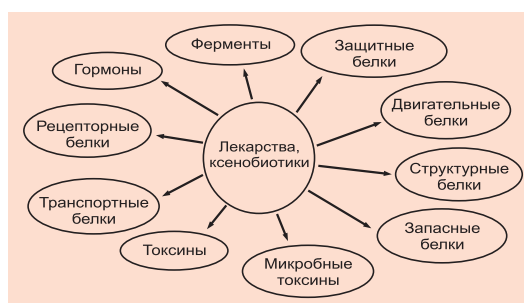 Ферменты
Защитные
белки
Гормоны
Двигательные
белки
Рецепторные
белки
Лекарства,
ксенобиотики
Структурные
белки
Транспортные
белки
Запасные
белки
Токсины
Микробные
токсины